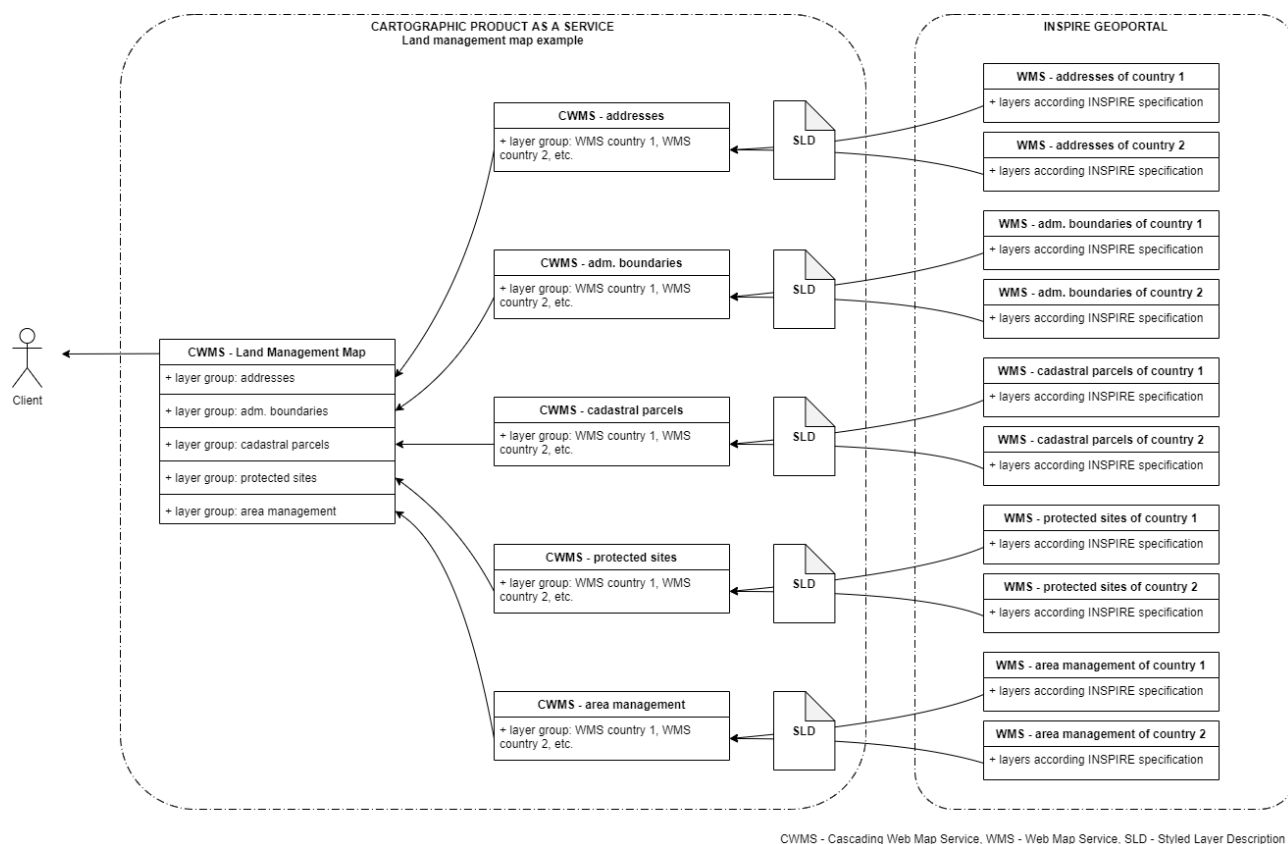 CARTOGRAPHIC PRODUCT AS A SERVICE
Land management map example
INSPIRE GEOPORTAL
Client
CWMS - Land Management Map
+ layer group: addresses
+ layer group: adm. boundaries
+ layer group: cadastral parcels
+ layer group: protected sites
+ layer group: area management
CWMS - addresses
+ layer group: WMS country 1, WMS
country 2, etc.
SLD
WMS - addresses of country 1
+ layers according INSPIRE specification
WMS - addresses of country 2
+ layers according INSPIRE specification
CWMS - adm. boundaries
+ layer group: WMS country 1, WMS
country 2, etc.
SLD
WMS - adm. boundaries of country 1
+ layers according INSPIRE specification
WMS - adm. boundaries of country 2
+ layers according INSPIRE specification
CWMS - cadastral parcels
+ layer group: WMS country 1, WMS
country 2, etc.
SLD
WMS - cadastral parcels of country 1
+ layers according INSPIRE specification
WMS - cadastral parcels of country 2
+ layers according INSPIRE specification
CWMS - protected sites
+ layer group: WMS country 1, WMS
country 2, etc.
SLD
WMS - protected sites of country 1
+ layers according INSPIRE specification
WMS - protected sites of country 2
+ layers according INSPIRE specification
CWMS - area management
+ layer group: WMS country 1, WMS
country 2, etc.
SLD
WMS - area management of country 1
+ layers according INSPIRE specification
WMS - area management of country 2
+ layers according INSPIRE specification
CWMS - Cascading Web Map Service, WMS - Web Map Service, SLD - Styled Layer Description